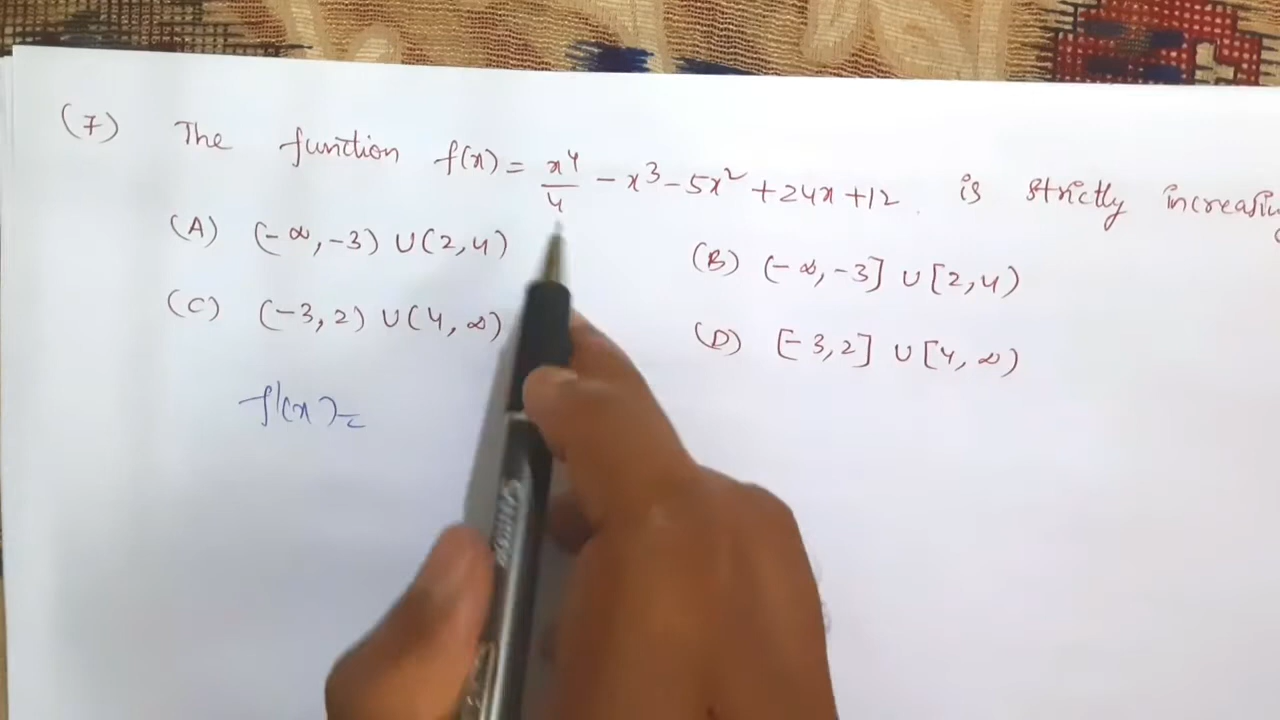 (7) The function f(x) = x⁴/4 - x³ - 5x² + 24x + 12 is strictly increasing
(A) (-∞, -3) ∪ (2, 4) (B) (-∞, -3] ∪ [2, 4)
(C) (-3, 2) ∪ (4, ∞) (D) [-3, 2] ∪ [4, ∞)
f'(x) =